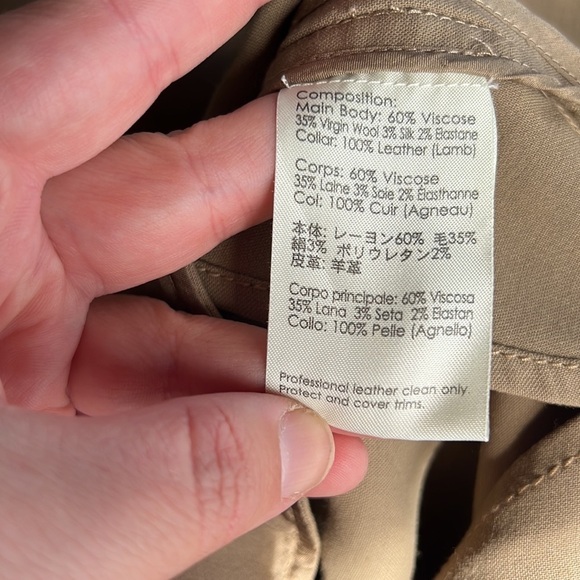 Composition:
Main Body: 60% Viscose
35% Virgin Wool 3% Silk 2% Elastane
Collar: 100% Leather (Lamb)
Corps: 60% Viscose
35% Laine 3% Soie 2% Elasthanne
Col: 100% Cuir (Agneau)
本体: レーヨン60% 毛35%
絹3% ポリウレタン2%
皮革: 羊革
Corpo principale: 60% Viscosa
35% Lana 3% Seta 2% Elastan
Collo: 100% Pelle (Agnello)
Professional leather clean only.
Protect and cover trims.